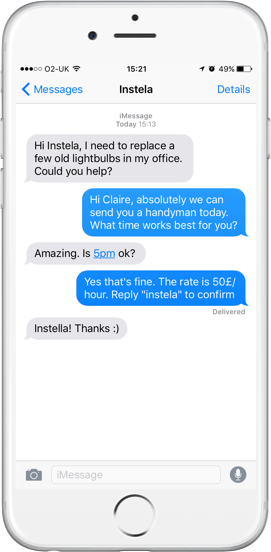 O2-UK
15:21
49%
Messages
Instela
Details
iMessage
Today 15:13
Hi Instela, I need to replace a
few old lightbulbs in my office.
Could you help?
Hi Claire, absolutely we can
send you a handyman today.
What time works best for you?
Amazing. Is 5pm ok?
Yes that's fine. The rate is 50£/
hour. Reply "instela" to confirm
Delivered
Instella! Thanks :)
iMessage